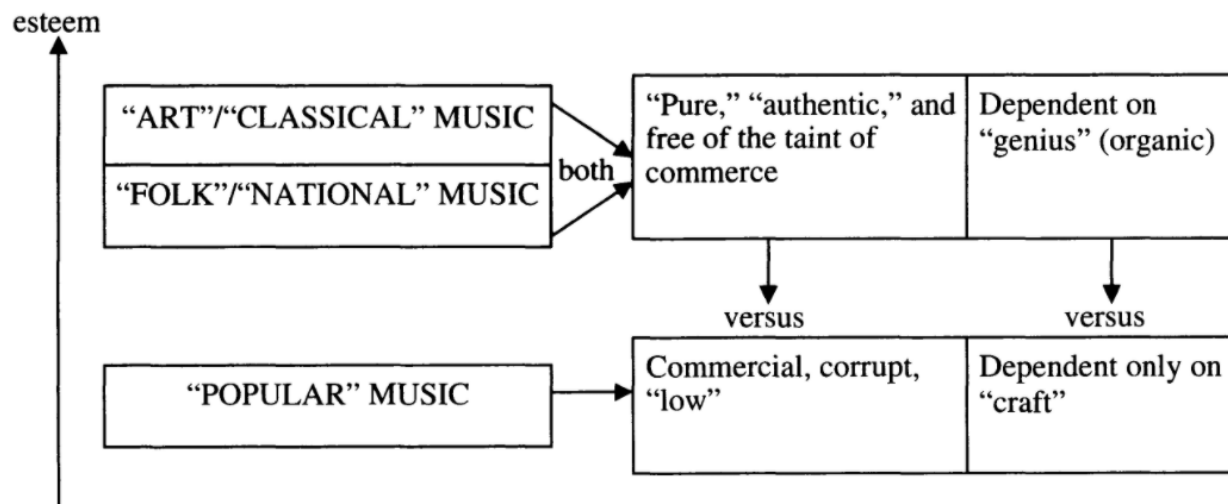 esteem
“ART”/“CLASSICAL” MUSIC
“FOLK”/“NATIONAL” MUSIC
both
“Pure,” “authentic,” and
free of the taint of
commerce
Dependent on
“genius” (organic)
versus
versus
“POPULAR” MUSIC
Commercial, corrupt,
“low”
Dependent only on
“craft”